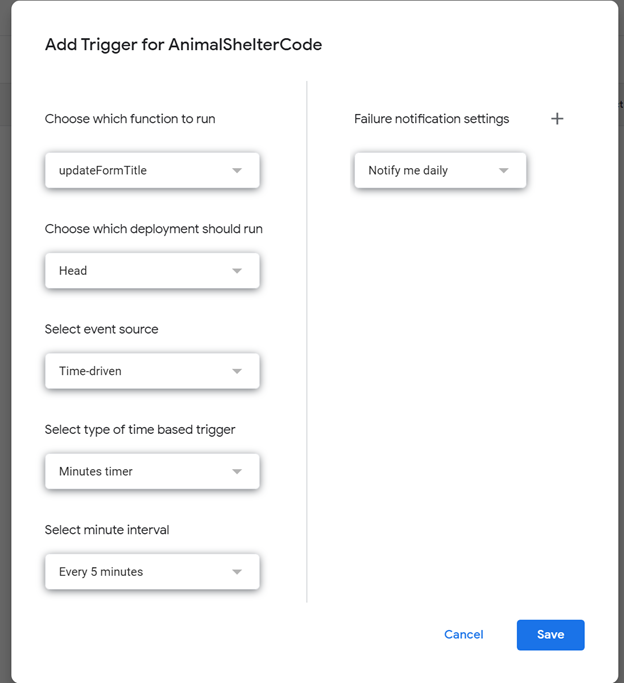 Add Trigger for AnimalShelterCode
Choose which function to run
updateFormTitle
Choose which deployment should run
Head
Select event source
Time-driven
Select type of time based trigger
Minutes timer
Select minute interval
Every 5 minutes
Failure notification settings
Notify me daily
Cancel
Save